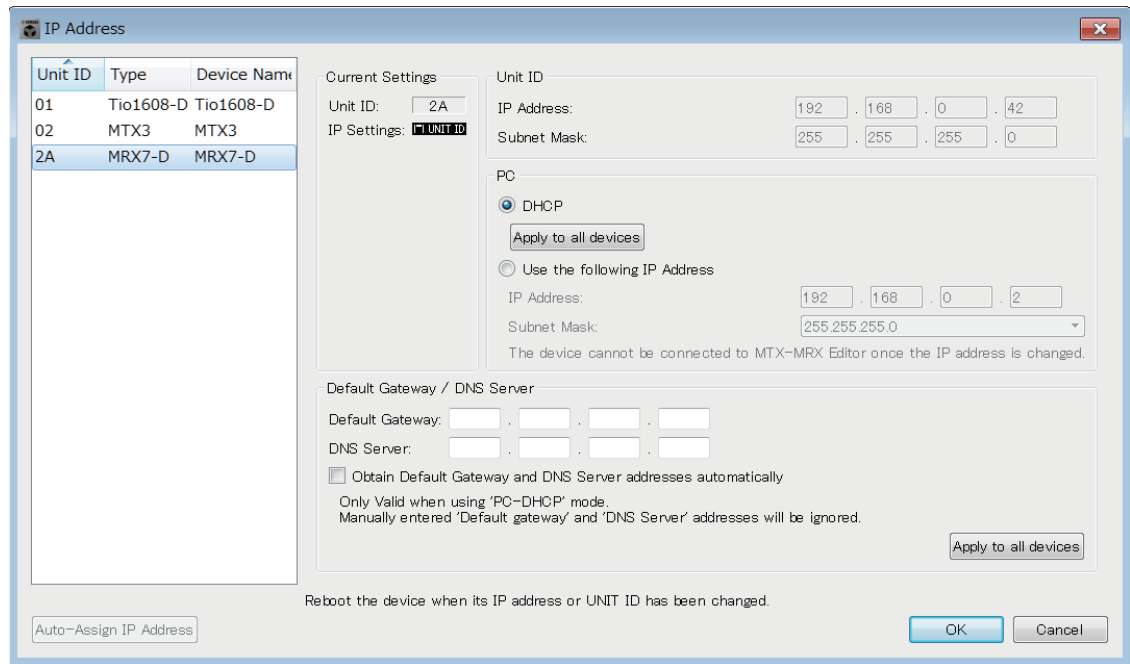 IP Address
Unit ID Type Device Name
01 Tio1608-D Tio1608-D
02 MTX3 MTX3
2A MRX7-D MRX7-D
Current Settings
Unit ID: 2A
IP Settings: UNIT ID
Unit ID
IP Address: 192 . 168 . 0 . 42
Subnet Mask: 255 . 255 . 255 . 0
PC
DHCP
Apply to all devices
Use the following IP Address
IP Address: 192 . 168 . 0 . 2
Subnet Mask: 255.255.255.0
The device cannot be connected to MTX-MRX Editor once the IP address is changed.
Default Gateway / DNS Server
Default Gateway: . . .
DNS Server: . . .
Obtain Default Gateway and DNS Server addresses automatically
Only Valid when using 'PC-DHCP' mode.
Manually entered 'Default gateway' and 'DNS Server' addresses will be ignored.
Apply to all devices
Reboot the device when its IP address or UNIT ID has been changed.
Auto-Assign IP Address
OK Cancel